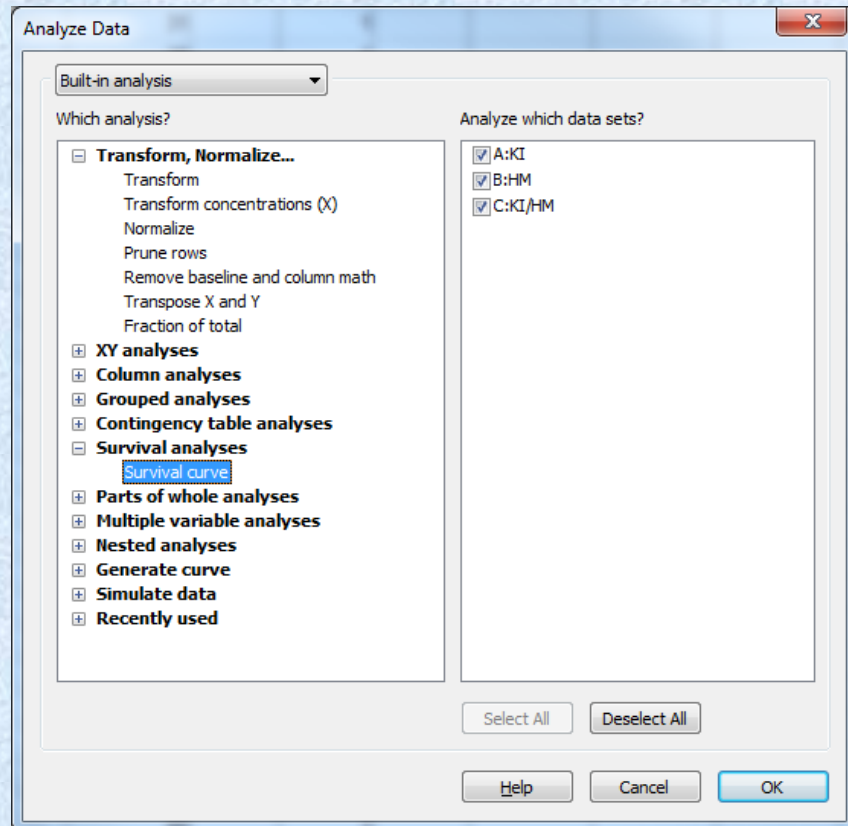 Analyze Data
Built-in analysis
Which analysis?
Analyze which data sets?
Transform, Normalize...
Transform
Transform concentrations (X)
Normalize
Prune rows
Remove baseline and column math
Transpose X and Y
Fraction of total
XY analyses
Column analyses
Grouped analyses
Contingency table analyses
Survival analyses
Survival curve
Parts of whole analyses
Multiple variable analyses
Nested analyses
Generate curve
Simulate data
Recently used
A:KI
B:HM
C:KI/HM
Select All
Deselect All
Help
Cancel
OK